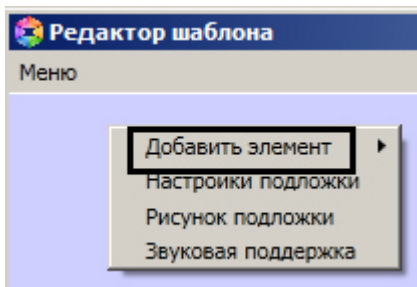 Редактор шаблона
Меню
Добавить элемент
Настройки подложки
Рисунок подложки
Звуковая поддержка